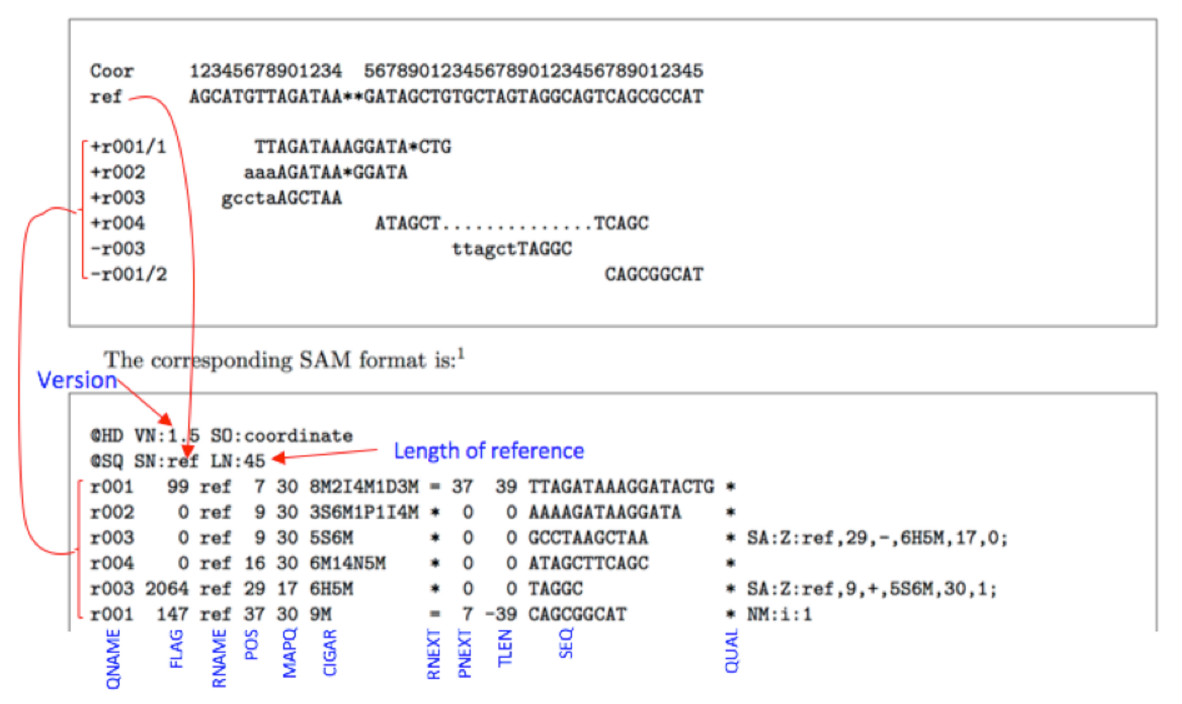 Coor 12345678901234 5678901234567890123456789012345
ref AGCATGTTAGATAA**GATAGCTGTGCTAGTAGGCAGTCAGCGCCAT
+r001/1 TTAGATAAAGGATA*CTG
+r002 aaaAGATAA*GGATA
+r003 gcctaAGCTAA
+r004 ATAGCT..............TCAGC
-r003 ttagctTAGGC
-r001/2 CAGCGGCAT
The corresponding SAM format is:1
Version
@HD VN:1.5 SO:coordinate
@SQ SN:ref LN:45
Length of reference
r001 99 ref 7 30 8M2I4M1D3M = 37 39 TTAGATAAAGGATACTG *
r002 0 ref 9 30 3S6M1P1I4M * 0 0 AAAAGATAAGGATA *
r003 0 ref 9 30 5S6M * 0 0 GCCTAAGCTAA * SA:Z:ref,29,-,6H5M,17,0;
r004 0 ref 16 30 6M14N5M * 0 0 ATAGCTTCAGC *
r003 2064 ref 29 17 6H5M * 0 0 TAGGC * SA:Z:ref,9,+,5S6M,30,1;
r001 147 ref 37 30 9M = 7 -39 CAGCGGCAT * NM:i:1
QNAME FLAG RNAME POS MAPQ CIGAR RNEXT PNEXT TLEN SEQ QUAL